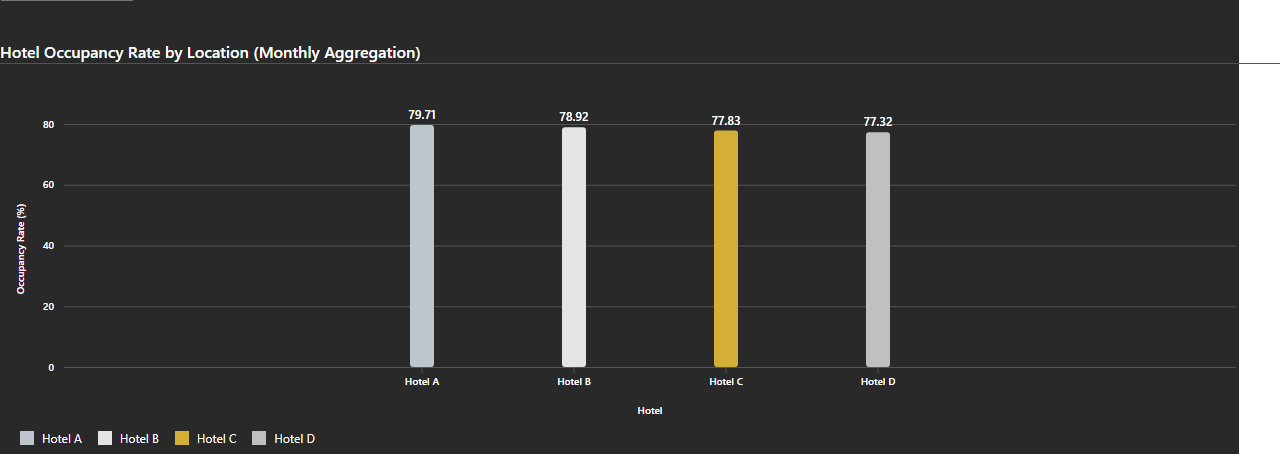 Hotel Occupancy Rate by Location (Monthly Aggregation)
79.71
78.92
77.83
77.32
80
60
40
20
0
Occupancy Rate (%)
Hotel A
Hotel B
Hotel C
Hotel D
Hotel
Hotel A
Hotel B
Hotel C
Hotel D